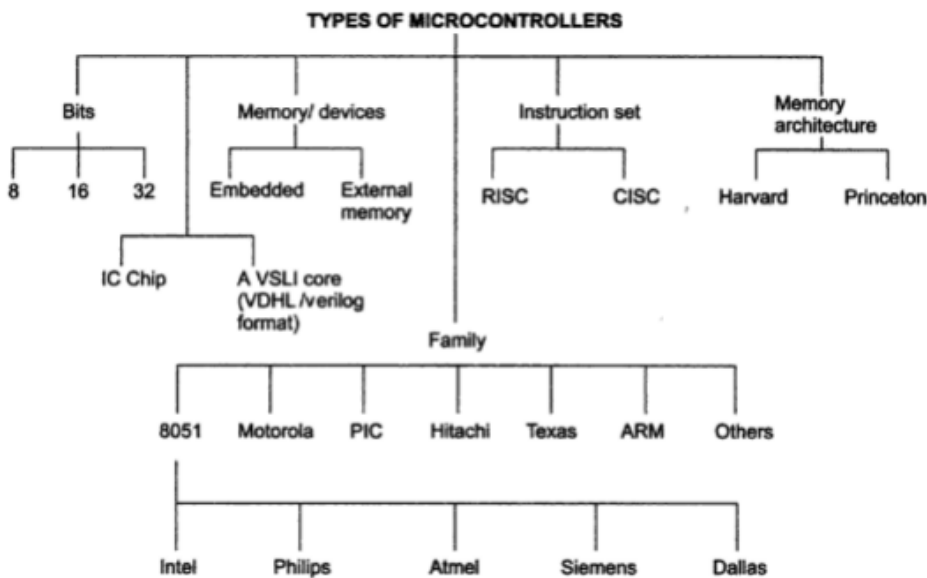 TYPES OF MICROCONTROLLERS
Bits
Memory/ devices
Instruction set
Memory
architecture
8
16
32
Embedded
External
memory
RISC
CISC
Harvard
Princeton
IC Chip
A VSLI core
(VDHL /verilog
format)
Family
8051
Motorola
PIC
Hitachi
Texas
ARM
Others
Intel
Philips
Atmel
Siemens
Dallas